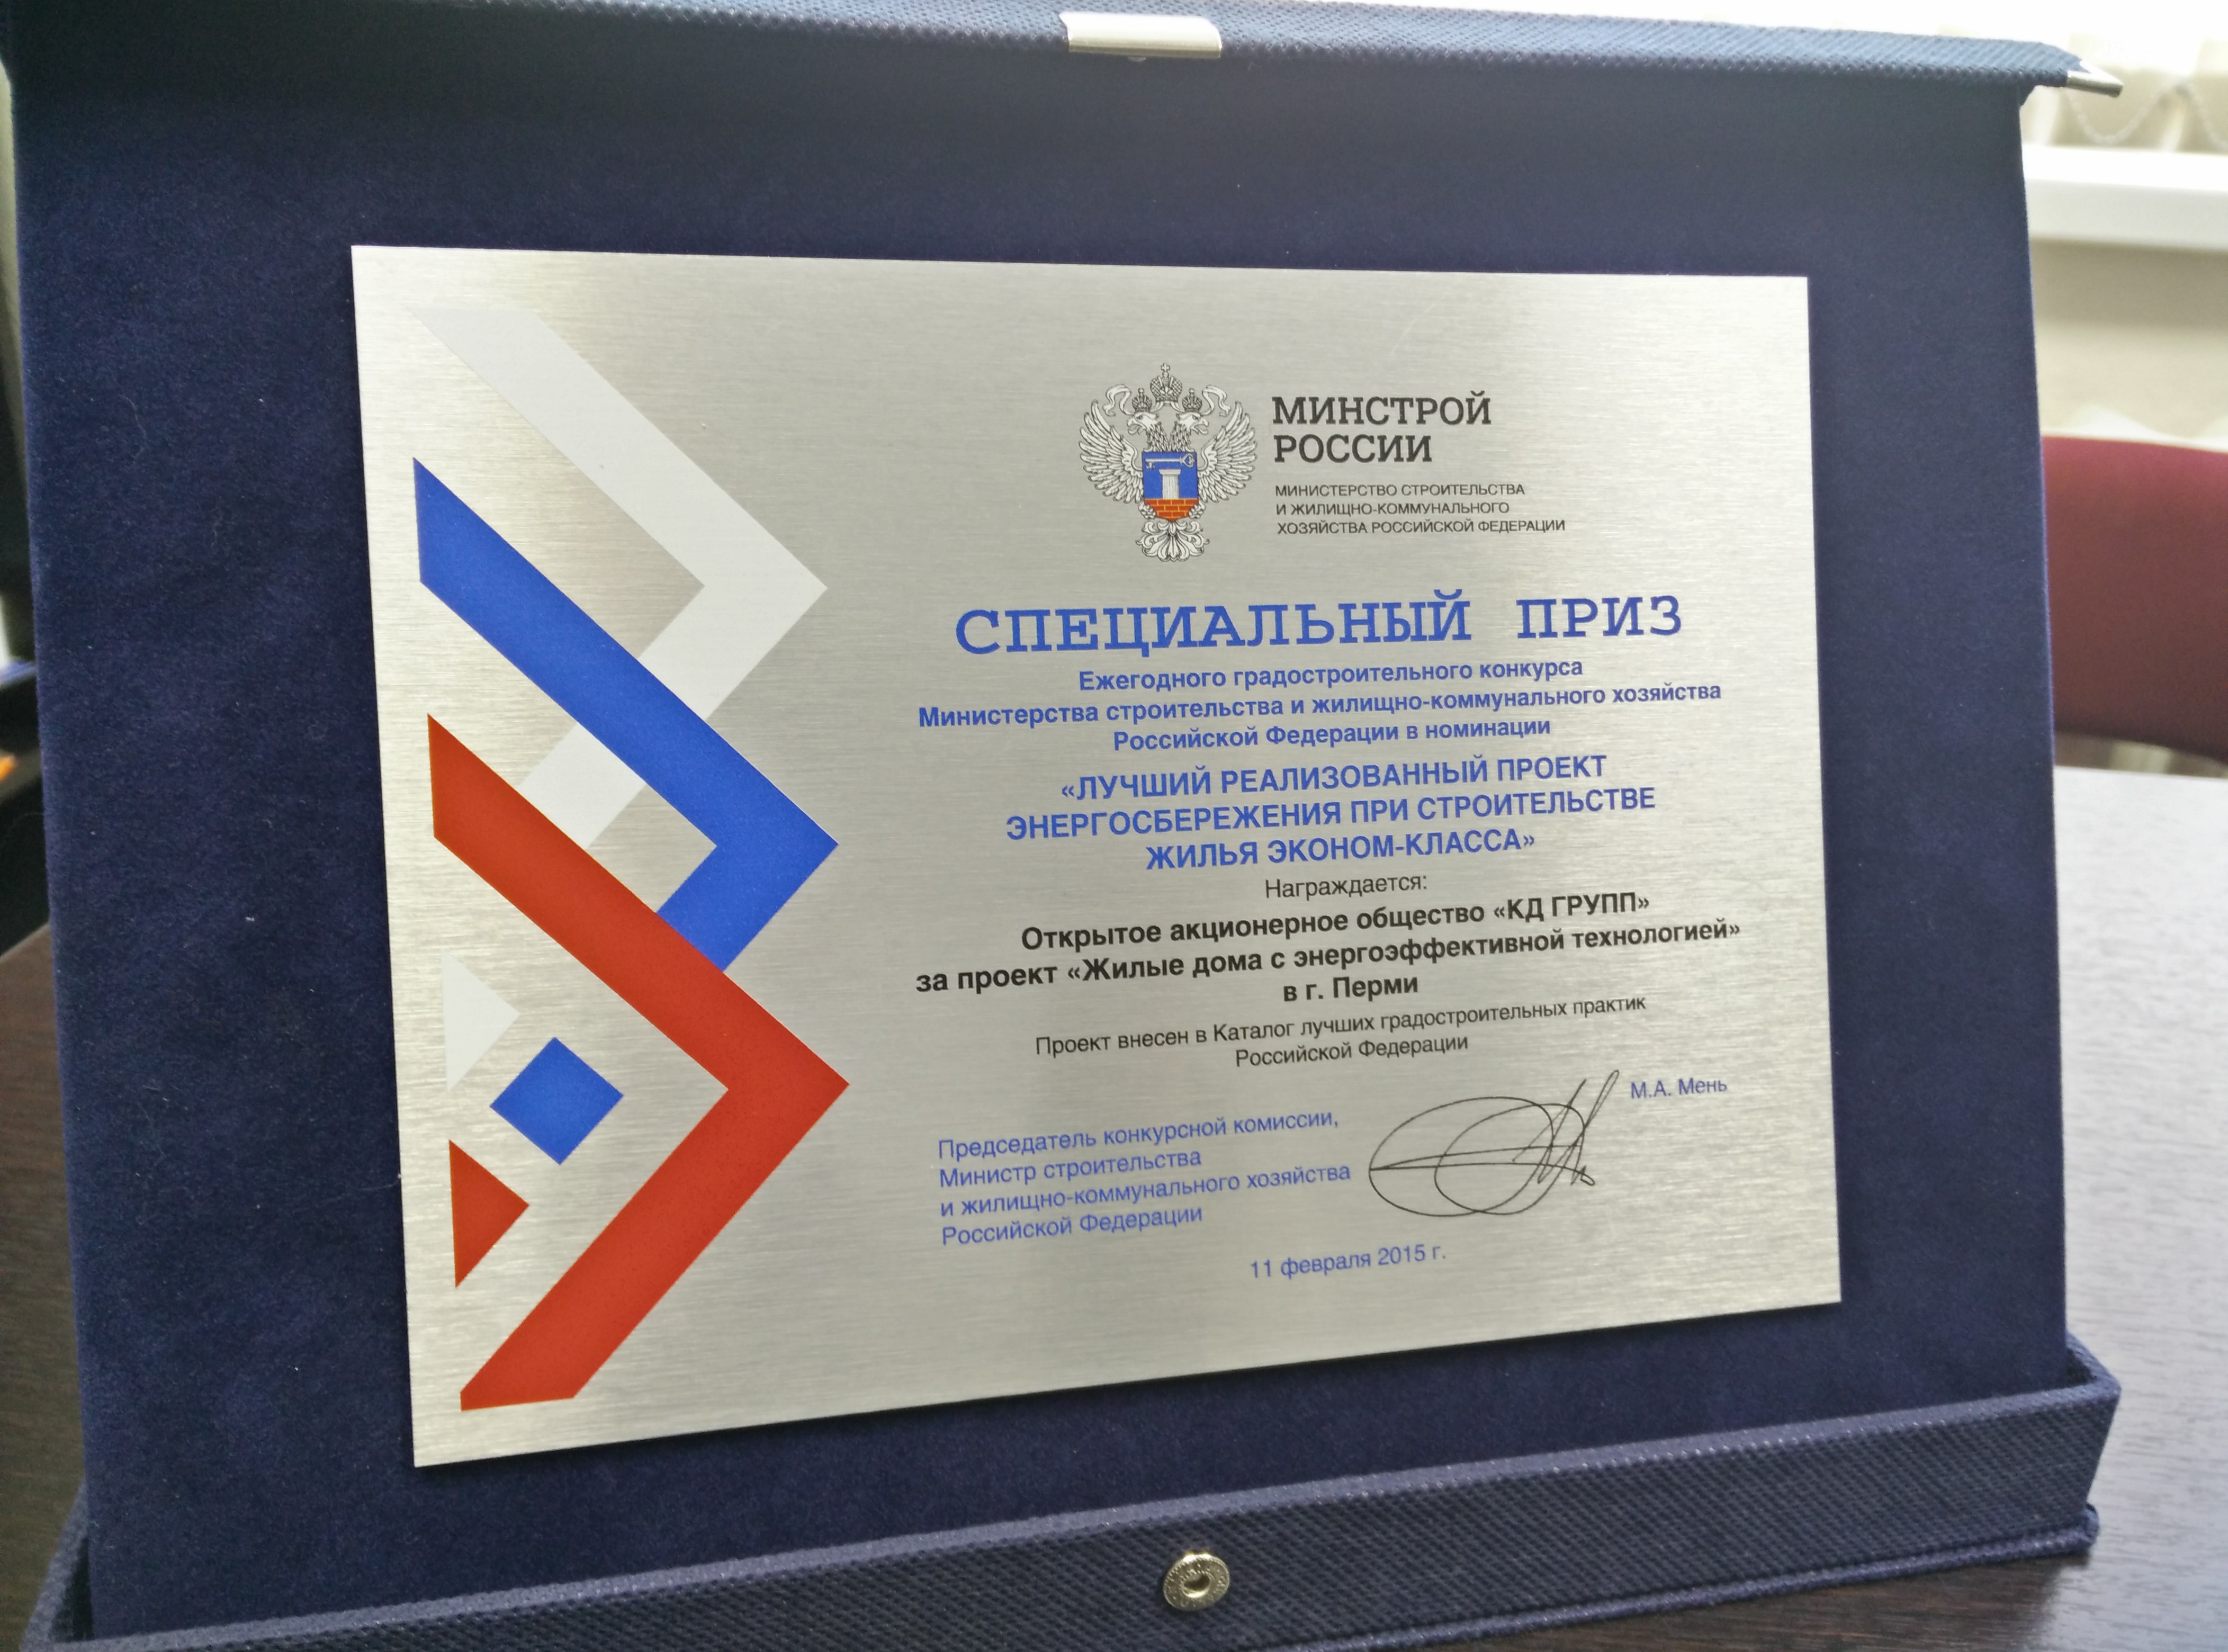 МИНСТРОЙ
РОССИИ
МИНИСТЕРСТВО СТРОИТЕЛЬСТВА
И ЖИЛИЩНО-КОММУНАЛЬНОГО
ХОЗЯЙСТВА РОССИЙСКОЙ ФЕДЕРАЦИИ
СПЕЦИАЛЬНЫЙ ПРИЗ
Ежегодного градостроительного конкурса
Министерства строительства и жилищно-коммунального хозяйства
Российской Федерации в номинации
«ЛУЧШИЙ РЕАЛИЗОВАННЫЙ ПРОЕКТ
ЭНЕРГОСБЕРЕЖЕНИЯ ПРИ СТРОИТЕЛЬСТВЕ
ЖИЛЬЯ ЭКОНОМ-КЛАССА»
Награждается:
Открытое акционерное общество «КД ГРУПП»
за проект «Жилые дома с энергоэффективной технологией»
в г. Перми
Проект внесен в Каталог лучших градостроительных практик
Российской Федерации
Председатель конкурсной комиссии,
Министр строительства
и жилищно-коммунального хозяйства
Российской Федерации
М.А. Мень
11 февраля 2015 г.